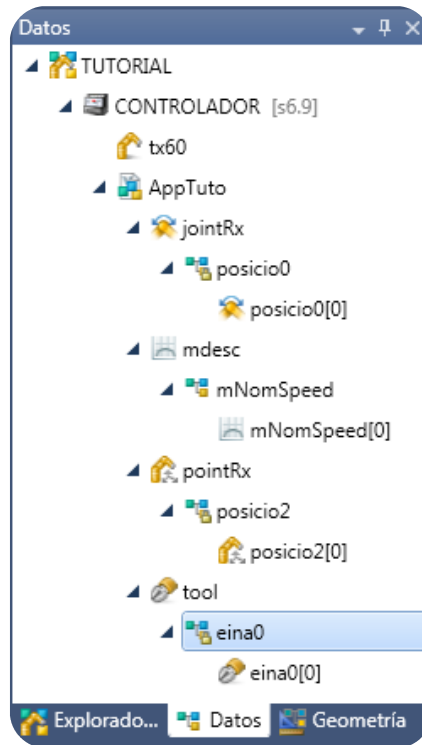 Datos
TUTORIAL
CONTROLADOR [s6.9]
tx60
AppTuto
jointRx
posicio0
posicio0[0]
mdesc
mNomSpeed
mNomSpeed[0]
pointRx
posicio2
posicio2[0]
tool
eina0
eina0[0]
Explorado... Datos Geometría